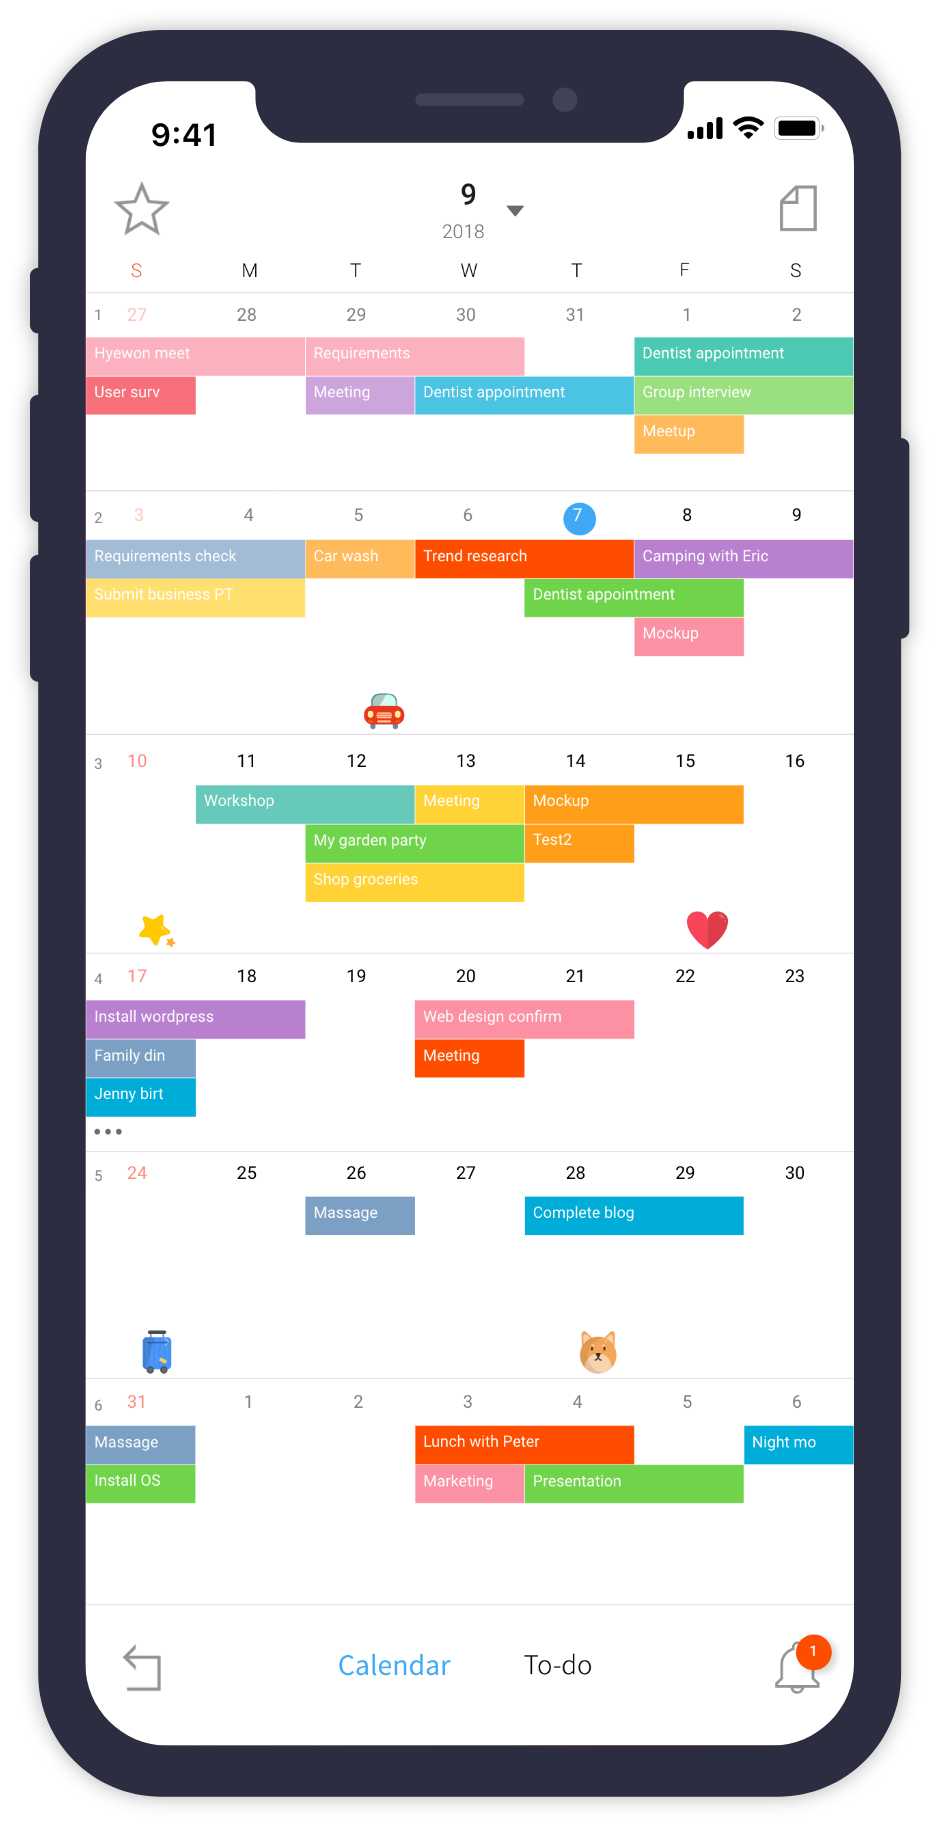 9:41
9
2018
S M T W T F S
1 27 28 29 30 31 1 2
Hyewon meet Requirements Dentist appointment
User surv Meeting Dentist appointment Group interview
Meetup
2 3 4 5 6 7 8 9
Requirements check Car wash Trend research Camping with Eric
Submit business PT Dentist appointment
Mockup
3 10 11 12 13 14 15 16
Workshop Meeting Mockup
My garden party Test2
Shop groceries
4 17 18 19 20 21 22 23
Install wordpress Web design confirm
Family din Meeting
Jenny birt
•••
5 24 25 26 27 28 29 30
Massage Complete blog
6 31 1 2 3 4 5 6
Massage Lunch with Peter Night mo
Install OS Marketing Presentation
Calendar To-do 1